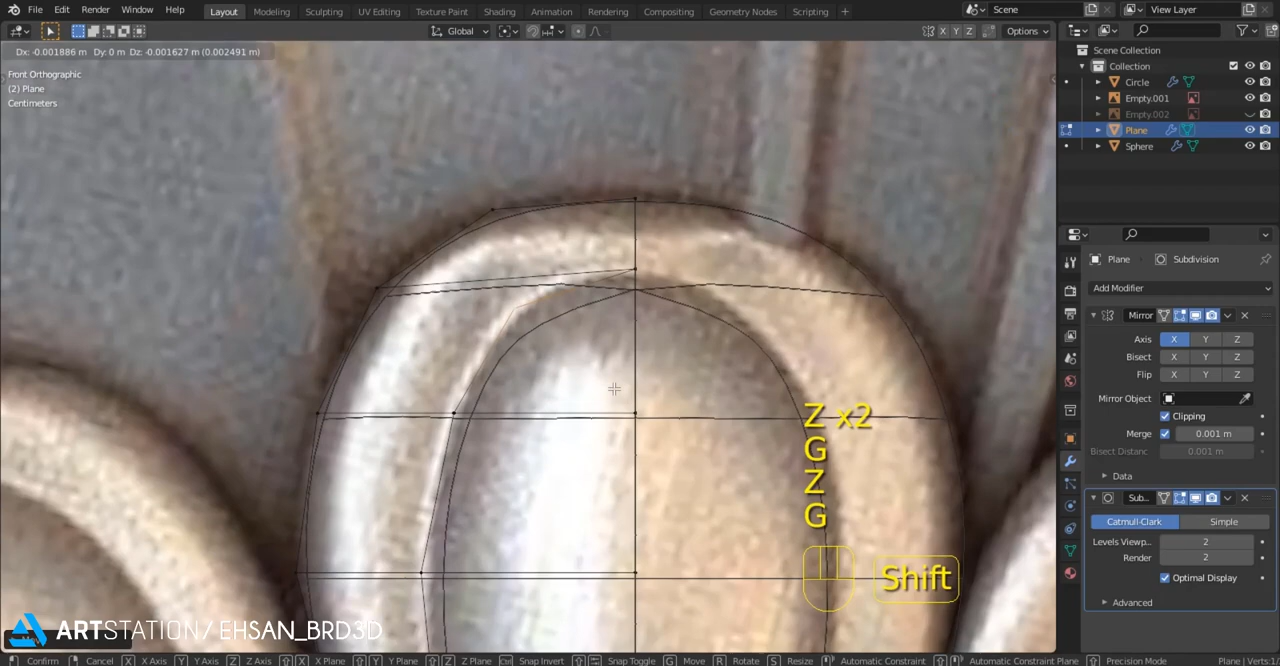 File Edit Render Window Help Layout Modeling Sculpting UV Editing Texture Paint Shading Animation Rendering Compositing Geometry Nodes Scripting + Scene View Layer
Global Options X Y Z
Dx: -0.001886 m Dy: 0 m Dz: -0.001627 m (0.002491 m)
Front Orthographic
(2) Plane
Centimeters
Scene Collection
Collection
Circle
Empty.001
Empty.002
Plane
Sphere
Plane Subdivision
Add Modifier
Mirror
Axis X Y Z
Bisect X Y Z
Flip X Y Z
Mirror Object
Clipping
Merge 0.001 m
Bisect Distanc 0.001 m
Data
Sub..
Catmull-Clark Simple
Levels Viewp.. 2
Render 2
Optimal Display
Advanced
Z x2
G
Z
G
Shift
ARTSTATION/EHSAN_BRD3D
Confirm Cancel X X Axis Y Y Axis Z Z Axis X X Plane Y Y Plane Z Z Plane Ctrl Snap Invert Snap Toggle G Move R Rotate S Resize Automatic Constraint Automatic Constraint Plane Precision Mode Plane | Verts:1